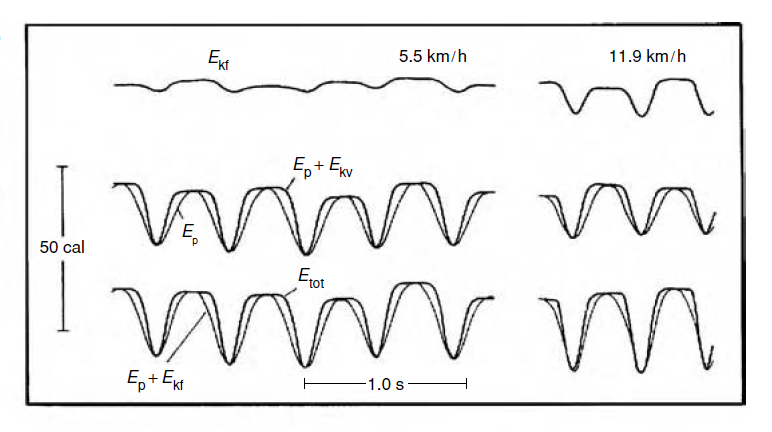 Ekf
5.5 km/h
11.9 km/h
Ep + Ekv
Ep
50 cal
Etot
Ep + Ekf
1.0 s